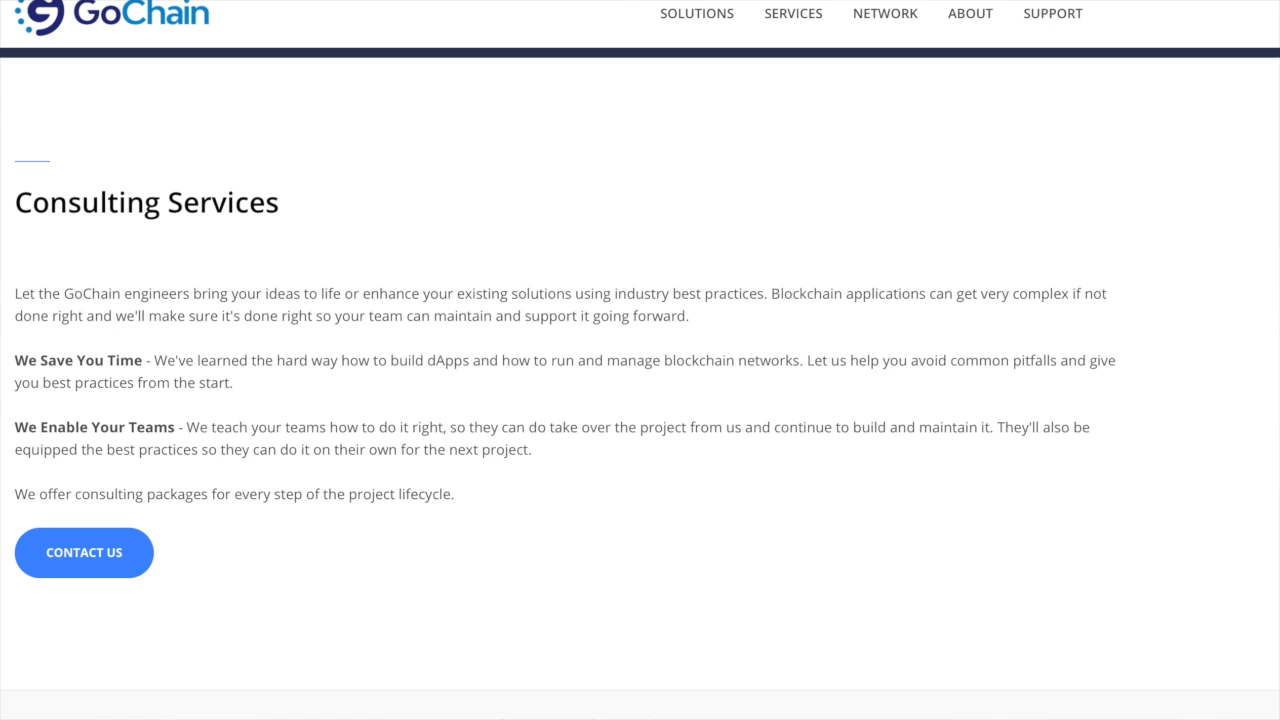 GoChain
SOLUTIONS SERVICES NETWORK ABOUT SUPPORT
Consulting Services
Let the GoChain engineers bring your ideas to life or enhance your existing solutions using industry best practices. Blockchain applications can get very complex if not
done right and we'll make sure it's done right so your team can maintain and support it going forward.
We Save You Time - We've learned the hard way how to build dApps and how to run and manage blockchain networks. Let us help you avoid common pitfalls and give
you best practices from the start.
We Enable Your Teams - We teach your teams how to do it right, so they can do take over the project from us and continue to build and maintain it. They'll also be
equipped the best practices so they can do it on their own for the next project.
We offer consulting packages for every step of the project lifecycle.
CONTACT US